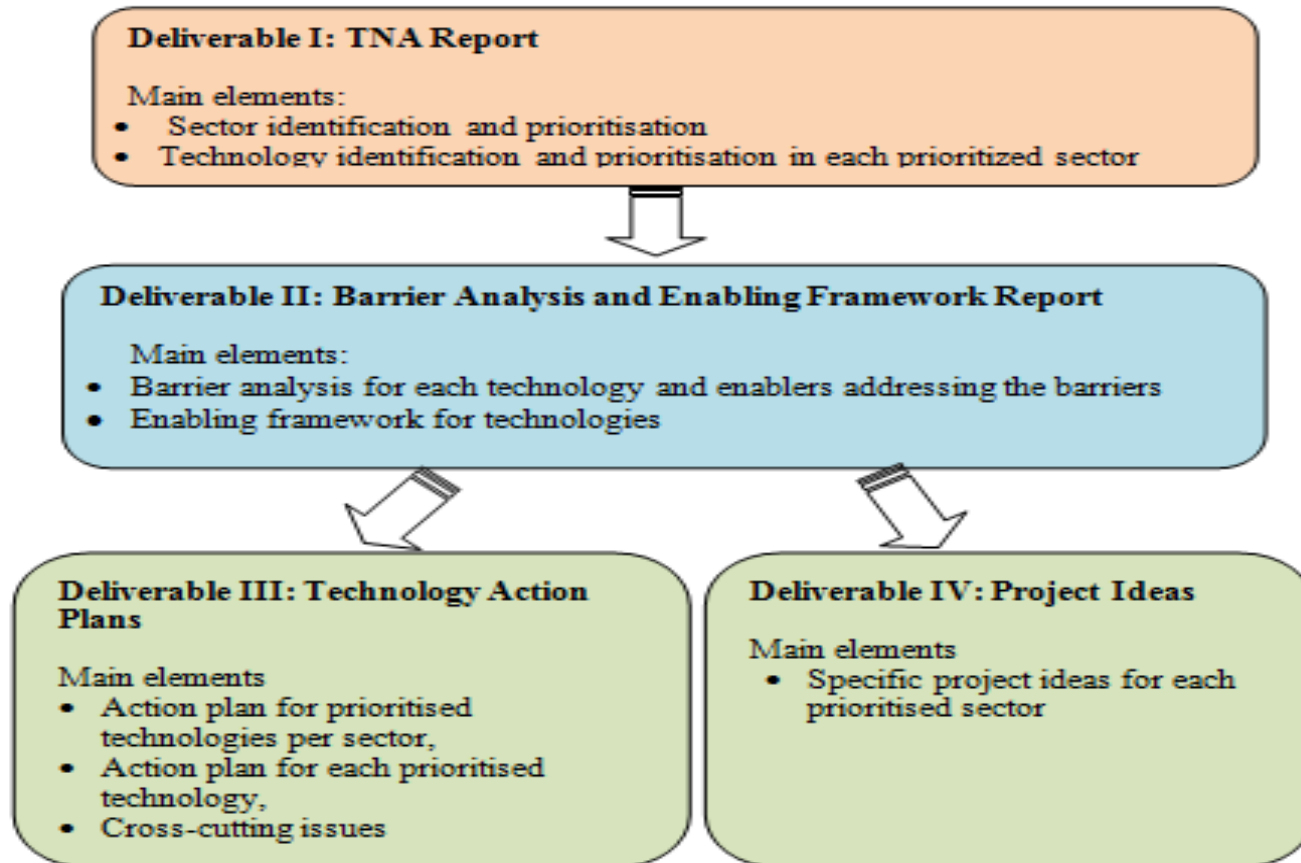 Deliverable I: TNA Report
Main elements:
• Sector identification and prioritisation
• Technology identification and prioritisation in each prioritized sector
Deliverable II: Barrier Analysis and Enabling Framework Report
Main elements:
• Barrier analysis for each technology and enablers addressing the barriers
• Enabling framework for technologies
Deliverable III: Technology Action
Plans
Main elements
• Action plan for prioritised
technologies per sector,
• Action plan for each prioritised
technology,
• Cross-cutting issues
Deliverable IV: Project Ideas
Main elements
• Specific project ideas for each
prioritised sector